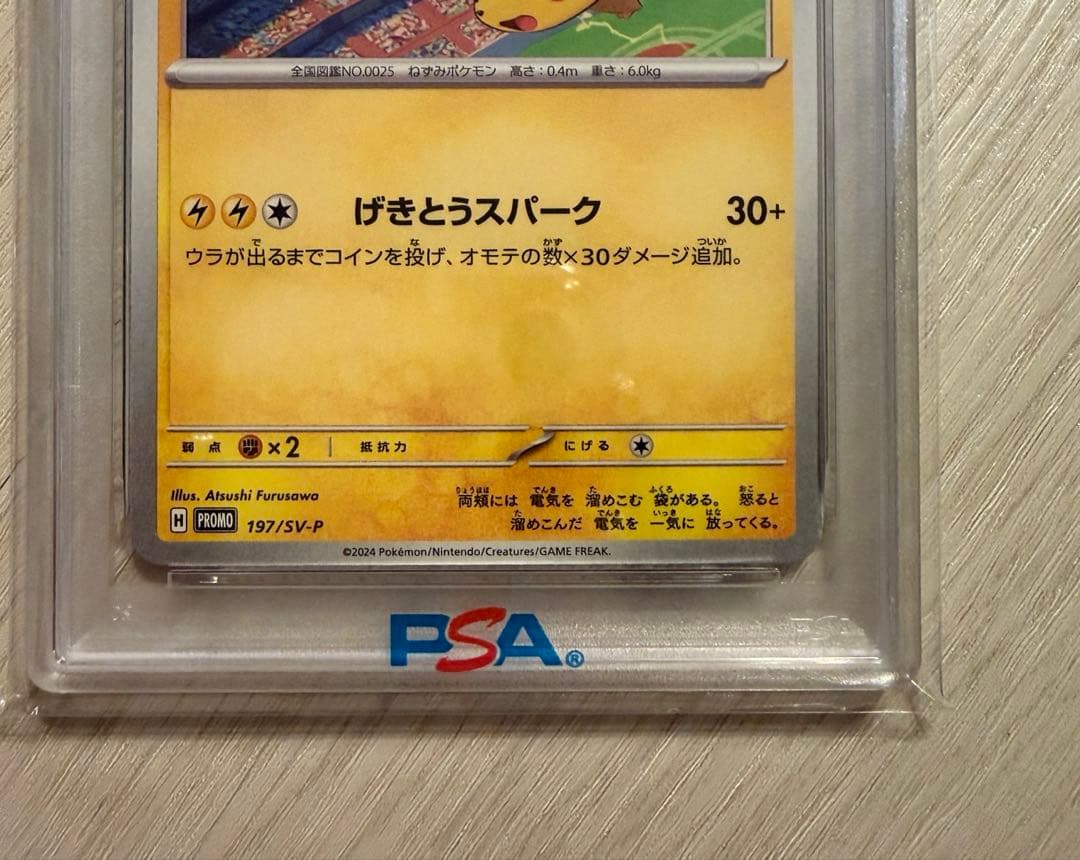 全国図鑑NO.0025 ねずみポケモン 高さ:0.4m 重さ:6.0kg
げきとうスパーク 30+
ウラが出るまでコインを投げ、オモテの数×30ダメージ追加。
弱点 ×2 抵抗力 にげる
Illus. Atsushi Furusawa
両頬には 電気を 溜めこむ 袋がある。 怒ると
溜めこんだ 電気を 一気に 放ってくる。
H PROMO 197/SV-P
©2024 Pokémon/Nintendo/Creatures/GAME FREAK.
PSA®